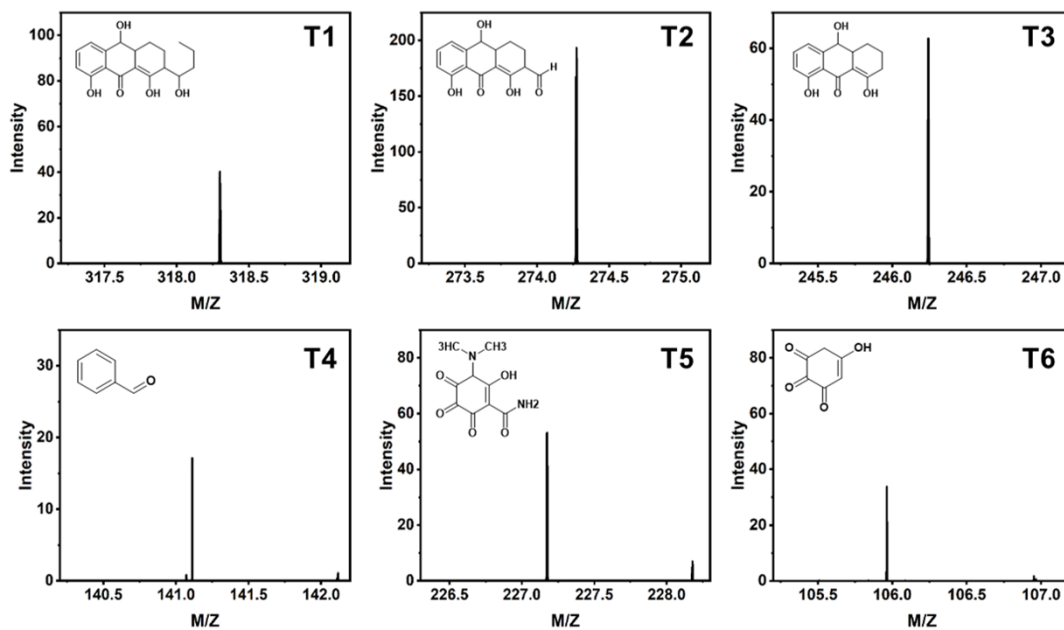 T1
Intensity
100
80
60
40
20
0
OH
OH
O
OH
OH
317.5
318.0
318.5
319.0
M/Z
T2
Intensity
200
150
100
50
0
OH
H
OH
O
OH
O
273.5
274.0
274.5
275.0
M/Z
T3
Intensity
60
40
20
0
OH
OH
O
OH
245.5
246.0
246.5
247.0
M/Z
T4
Intensity
30
20
10
0
O
140.5
141.0
141.5
142.0
M/Z
T5
Intensity
80
60
40
20
0
3HC
CH3
N
O
OH
O
NH2
O
O
226.5
227.0
227.5
228.0
M/Z
T6
Intensity
80
60
40
20
0
O
OH
O
O
105.5
106.0
106.5
107.0
M/Z